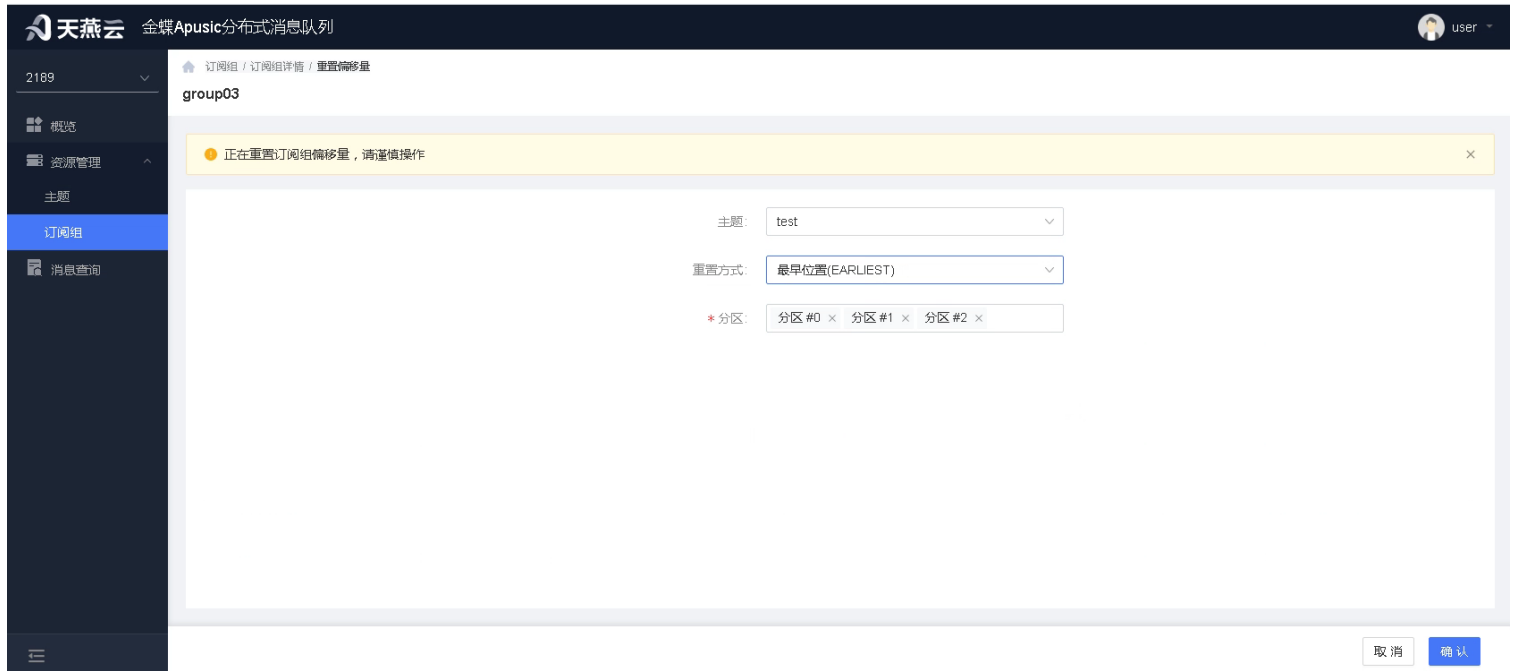 天燕云 金蝶Apusic分布式消息队列 user
2189
概览
资源管理
主题
订阅组
消息查询
订阅组 / 订阅组详情 / 重置偏移量
group03
正在重置订阅组偏移量，请谨慎操作
主题: test
重置方式: 最早位置(EARLIEST)
* 分区: 分区 #0 × 分区 #1 × 分区 #2 ×
取 消 确 认